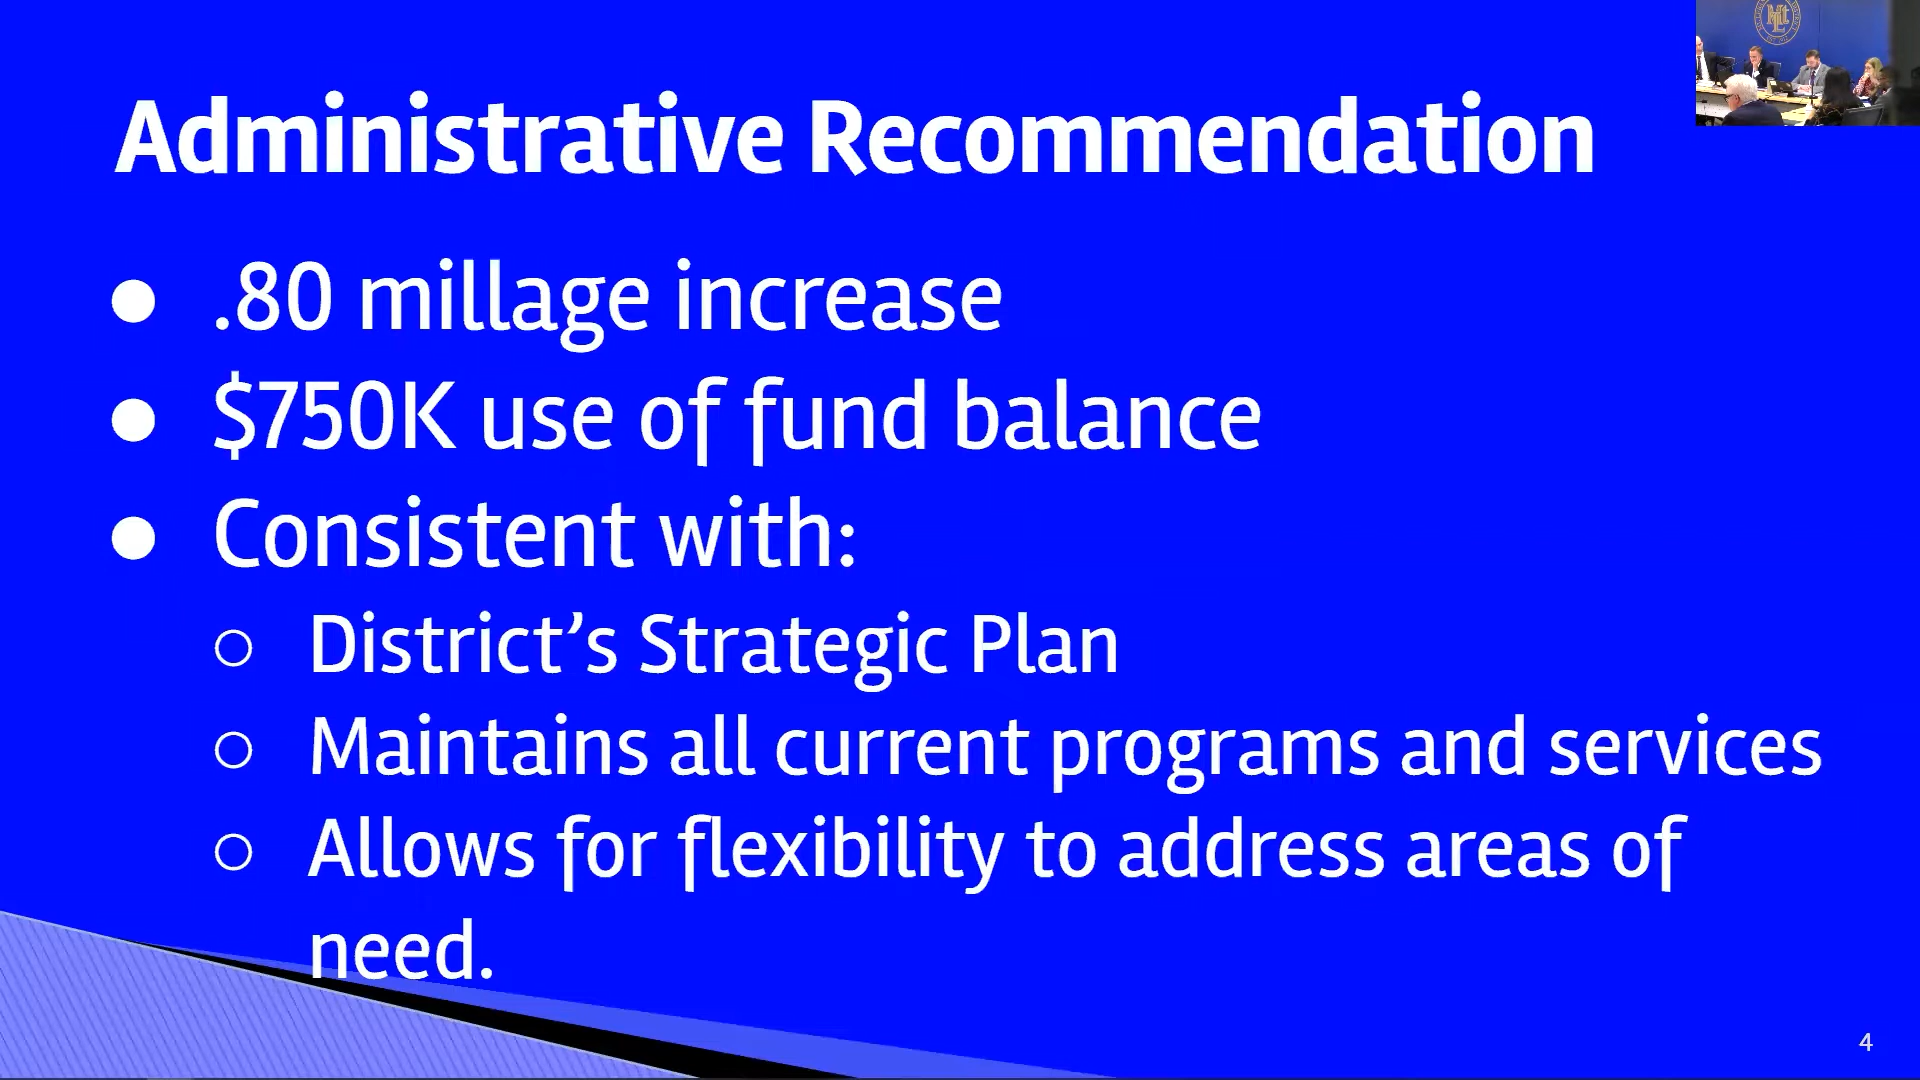 Administrative Recommendation
● .80 millage increase
● $750K use of fund balance
● Consistent with:
○ District’s Strategic Plan
○ Maintains all current programs and services
○ Allows for flexibility to address areas of
need.
4